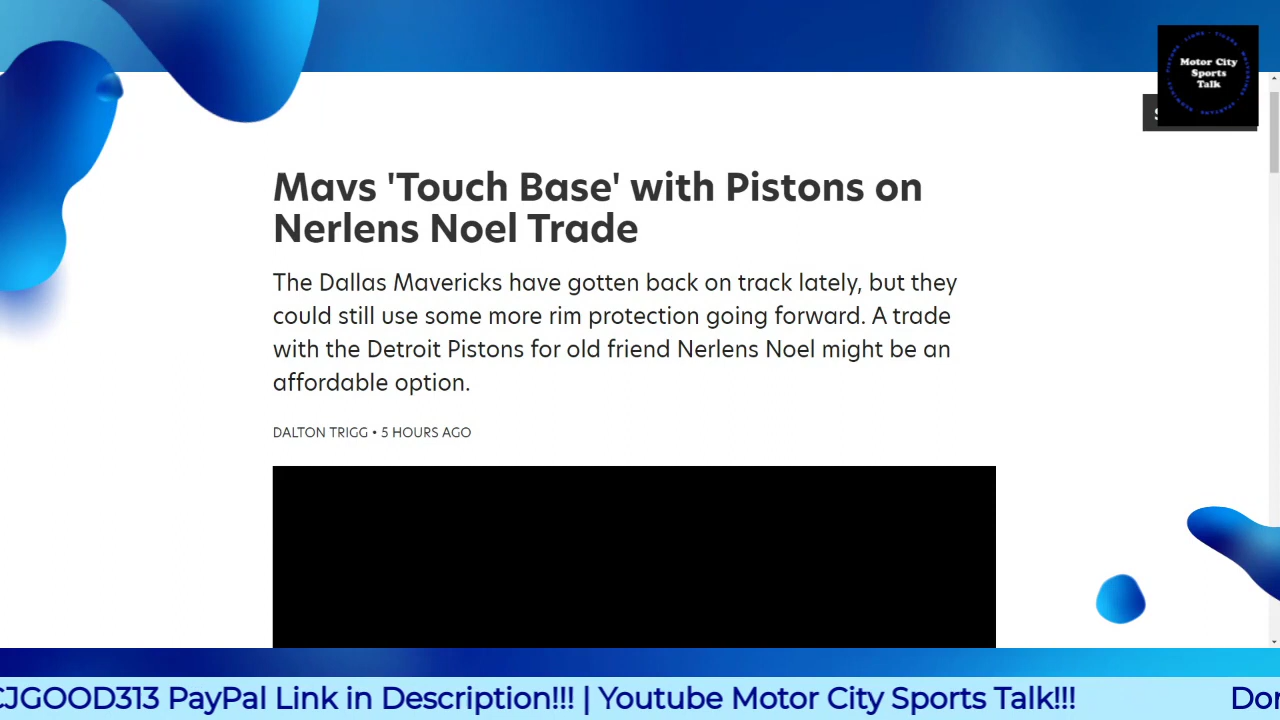 Motor City
Sports
Talk
Mavs 'Touch Base' with Pistons on
Nerlens Noel Trade
The Dallas Mavericks have gotten back on track lately, but they
could still use some more rim protection going forward. A trade
with the Detroit Pistons for old friend Nerlens Noel might be an
affordable option.
DALTON TRIGG • 5 HOURS AGO
CJGOOD313 PayPal Link in Description!!! | Youtube Motor City Sports Talk!!!